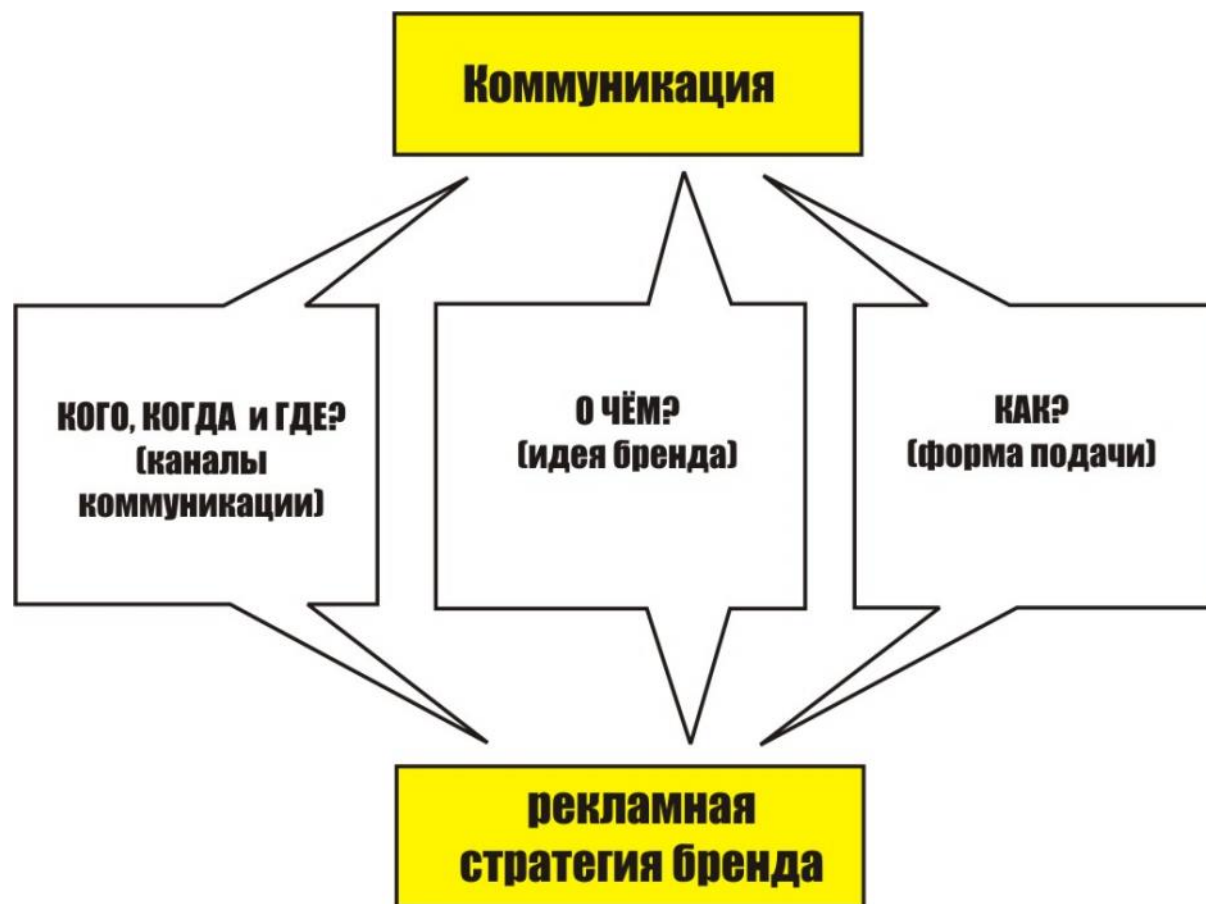 Коммуникация
КОГО, КОГДА и ГДЕ?
(каналы
коммуникации)
О ЧЁМ?
(идея бренда)
КАК?
(форма подачи)
рекламная
стратегия бренда